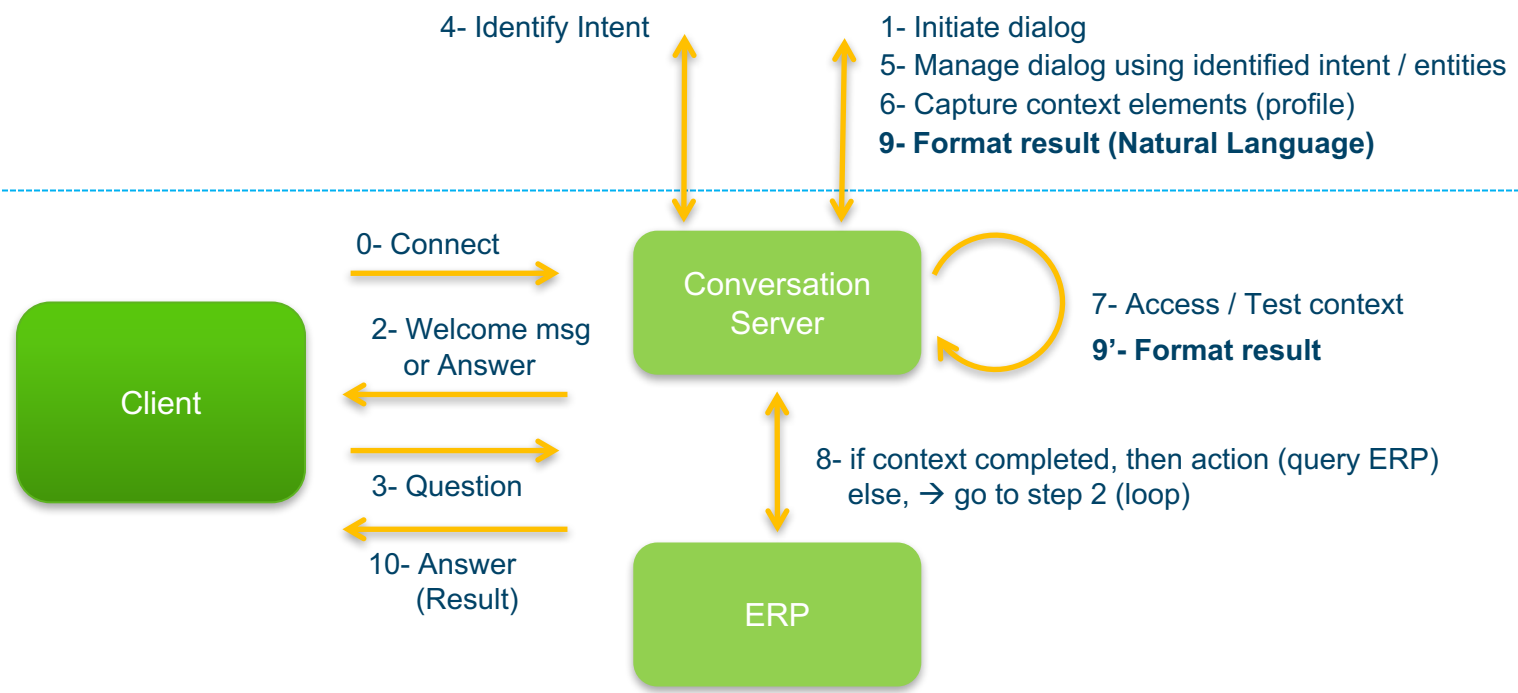 4- Identify Intent
1- Initiate dialog
5- Manage dialog using identified intent / entities
6- Capture context elements (profile)
9- Format result (Natural Language)
0- Connect
2- Welcome msg
or Answer
3- Question
10- Answer
(Result)
Client
Conversation
Server
7- Access / Test context
9’- Format result
8- if context completed, then action (query ERP)
else, → go to step 2 (loop)
ERP